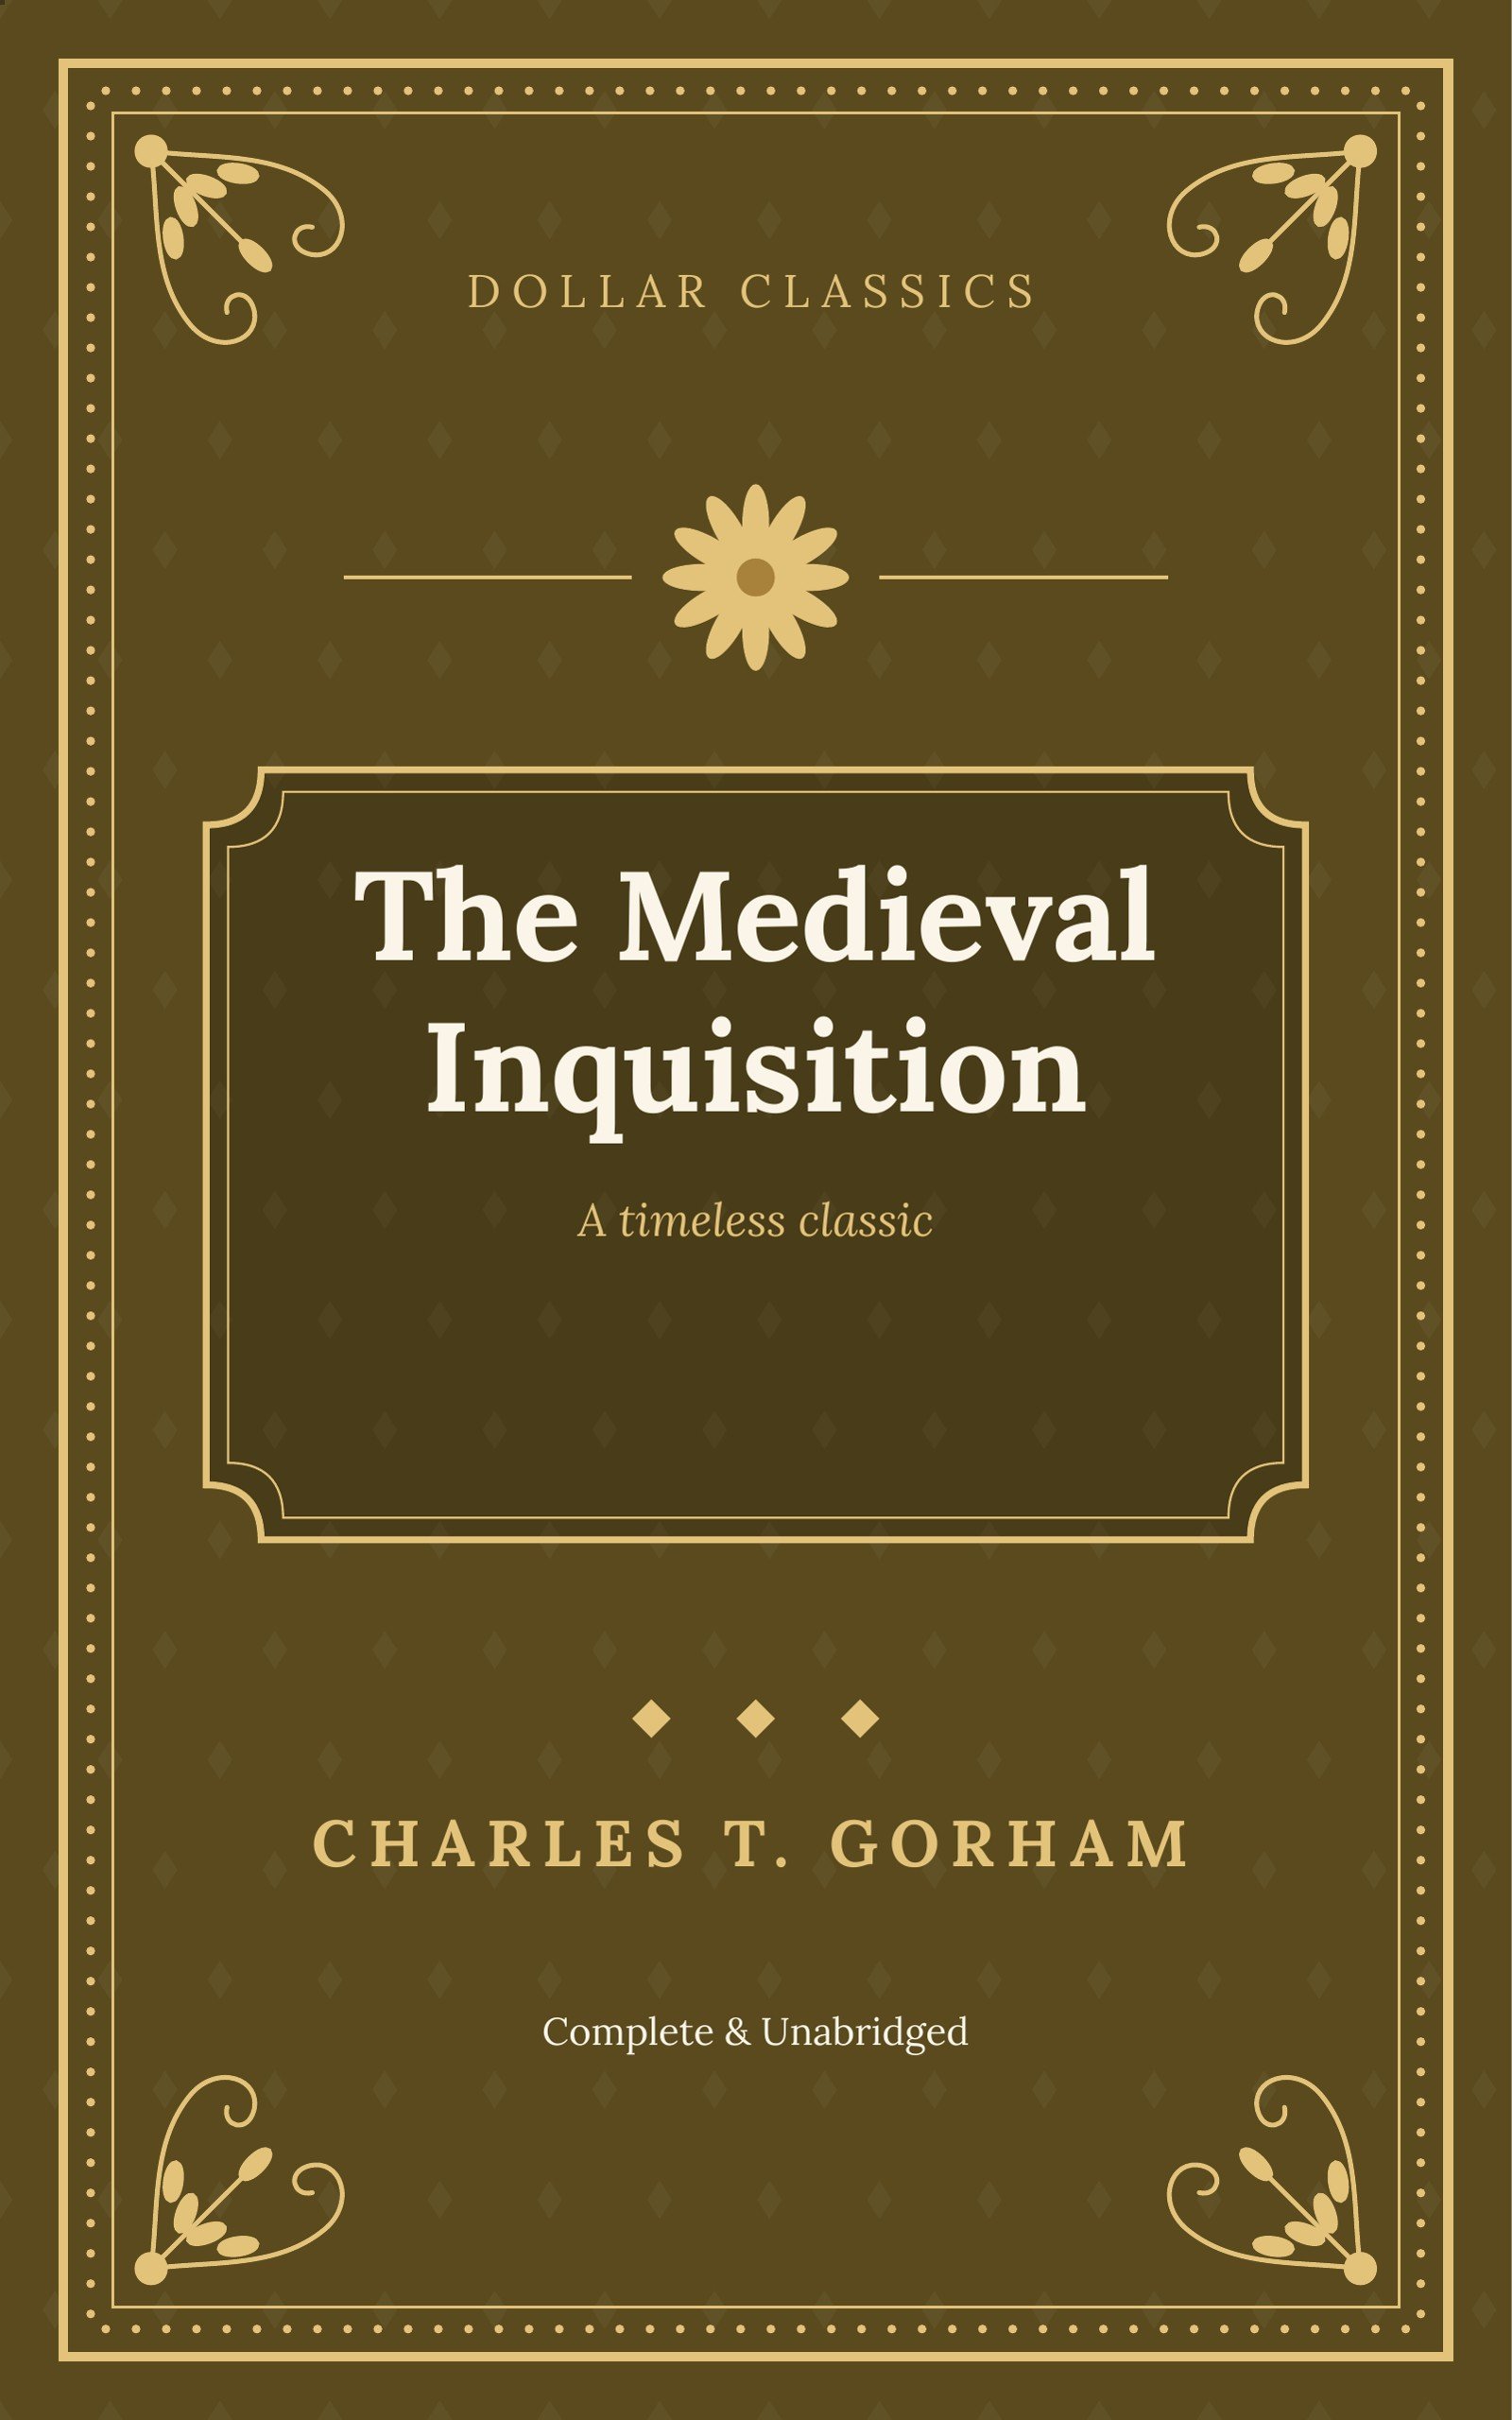 DOLLAR CLASSICS
The Medieval
Inquisition
A timeless classic
CHARLES T. GORHAM
Complete & Unabridged